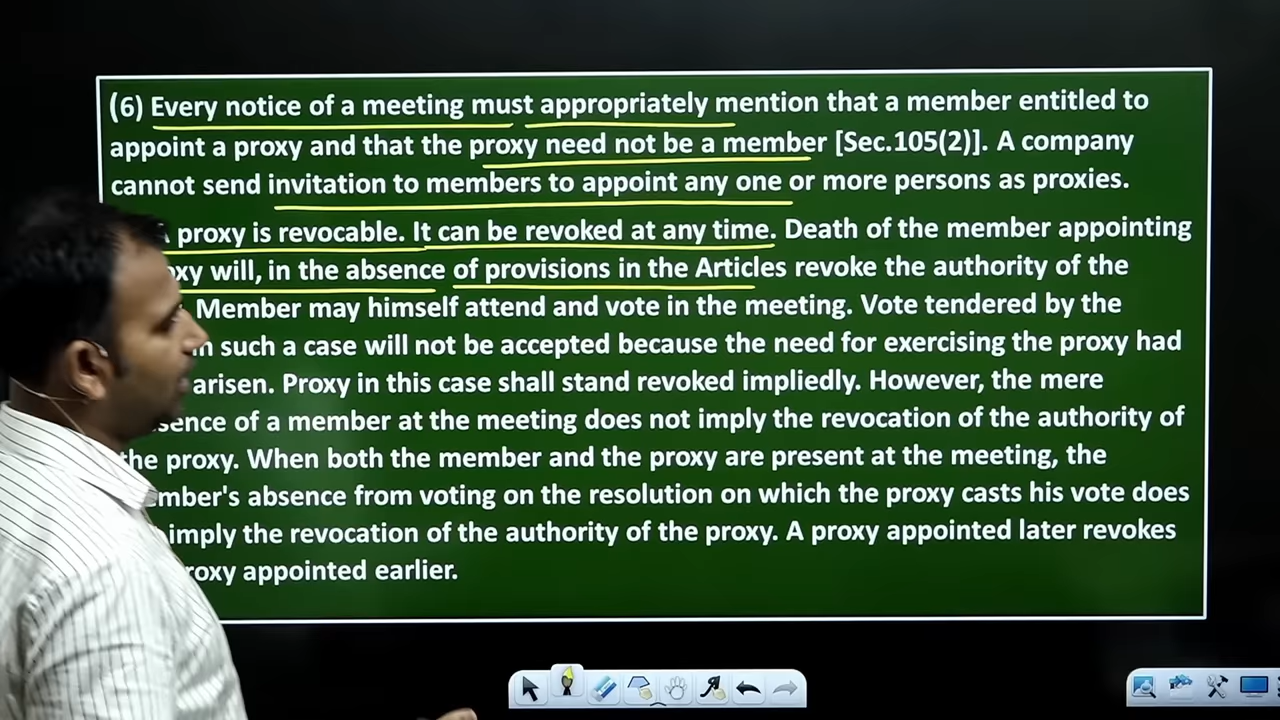 (6) Every notice of a meeting must appropriately mention that a member entitled to
appoint a proxy and that the proxy need not be a member [Sec.105(2)]. A company
cannot send invitation to members to appoint any one or more persons as proxies.
proxy is revocable. It can be revoked at any time. Death of the member appointing
will, in the absence of provisions in the Articles revoke the authority of the
Member may himself attend and vote in the meeting. Vote tendered by the
such a case will not be accepted because the need for exercising the proxy had
arisen. Proxy in this case shall stand revoked impliedly. However, the mere
of a member at the meeting does not imply the revocation of the authority of
the proxy. When both the member and the proxy are present at the meeting, the
absence from voting on the resolution on which the proxy casts his vote does
imply the revocation of the authority of the proxy. A proxy appointed later revokes
appointed earlier.